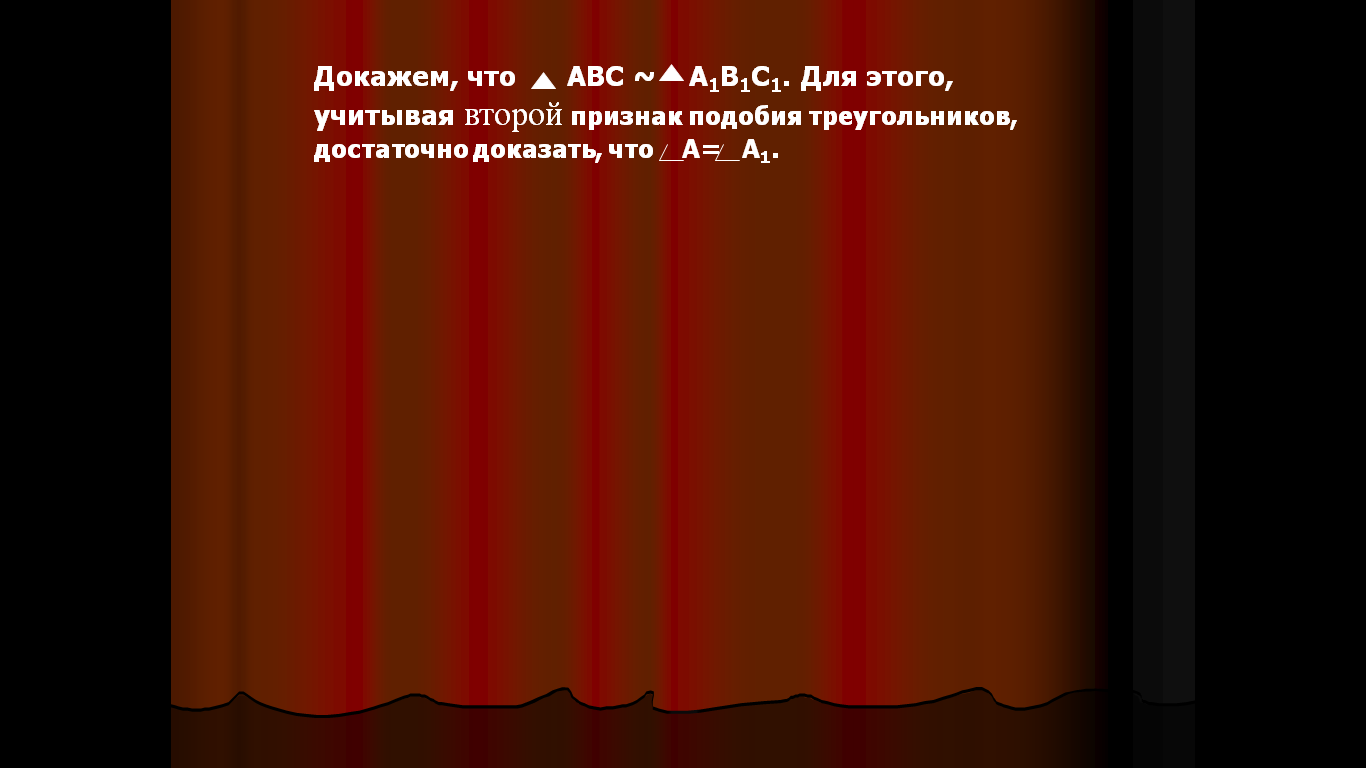 Докажем, что ▲ ABC ~▲A₁B₁C₁. Для этого,
учитывая второй признак подобия треугольников,
достаточно доказать, что ∠A=∠A₁.